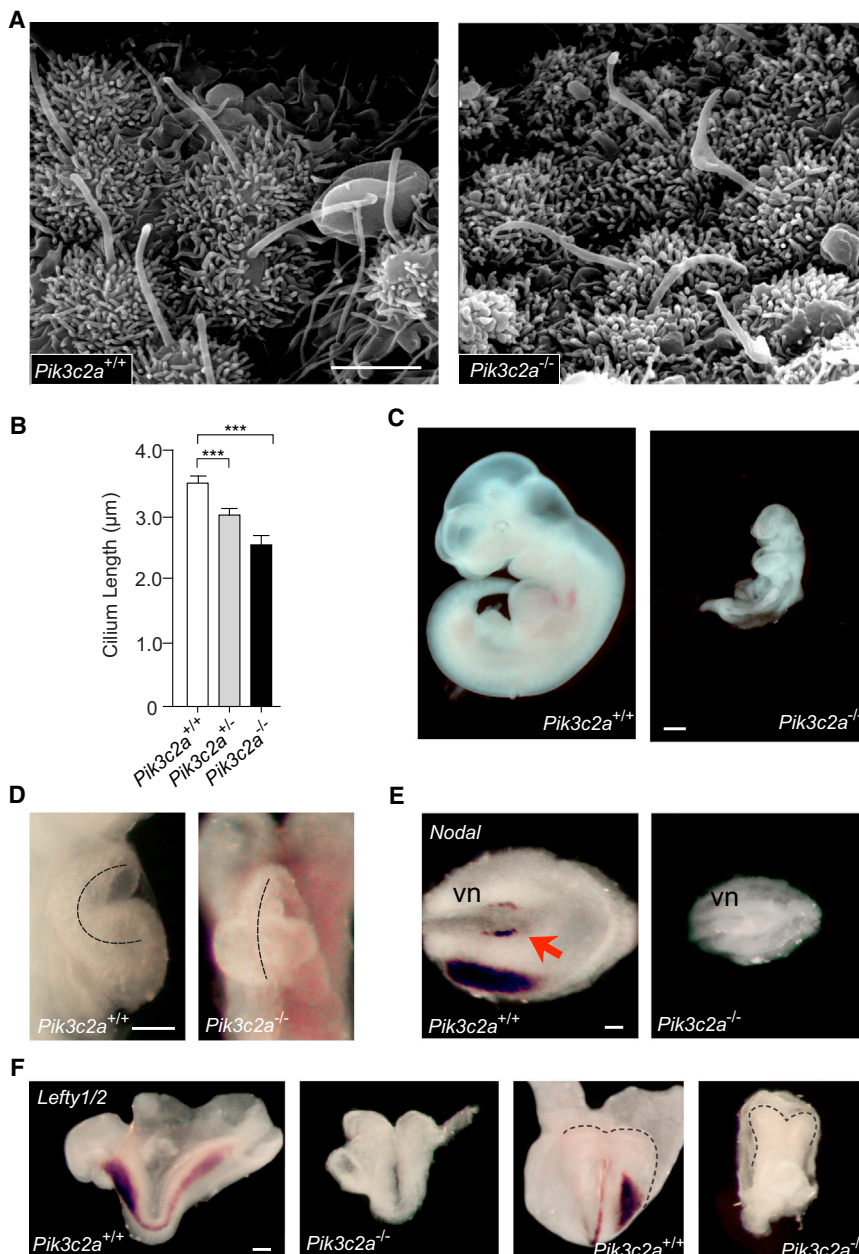 A
Pik3c2a+/+
Pik3c2a-/-
B
Cilium Length (μm)
4.0
3.0
2.0
1.0
0
***
***
Pik3c2a+/+
Pik3c2a+/-
Pik3c2a-/-
C
Pik3c2a+/+
Pik3c2a-/-
D
Pik3c2a+/+
Pik3c2a-/-
E
Nodal
vn
Pik3c2a+/+
vn
Pik3c2a-/-
F
Lefty1/2
Pik3c2a+/+
Pik3c2a-/-
Pik3c2a+/+
Pik3c2a-/